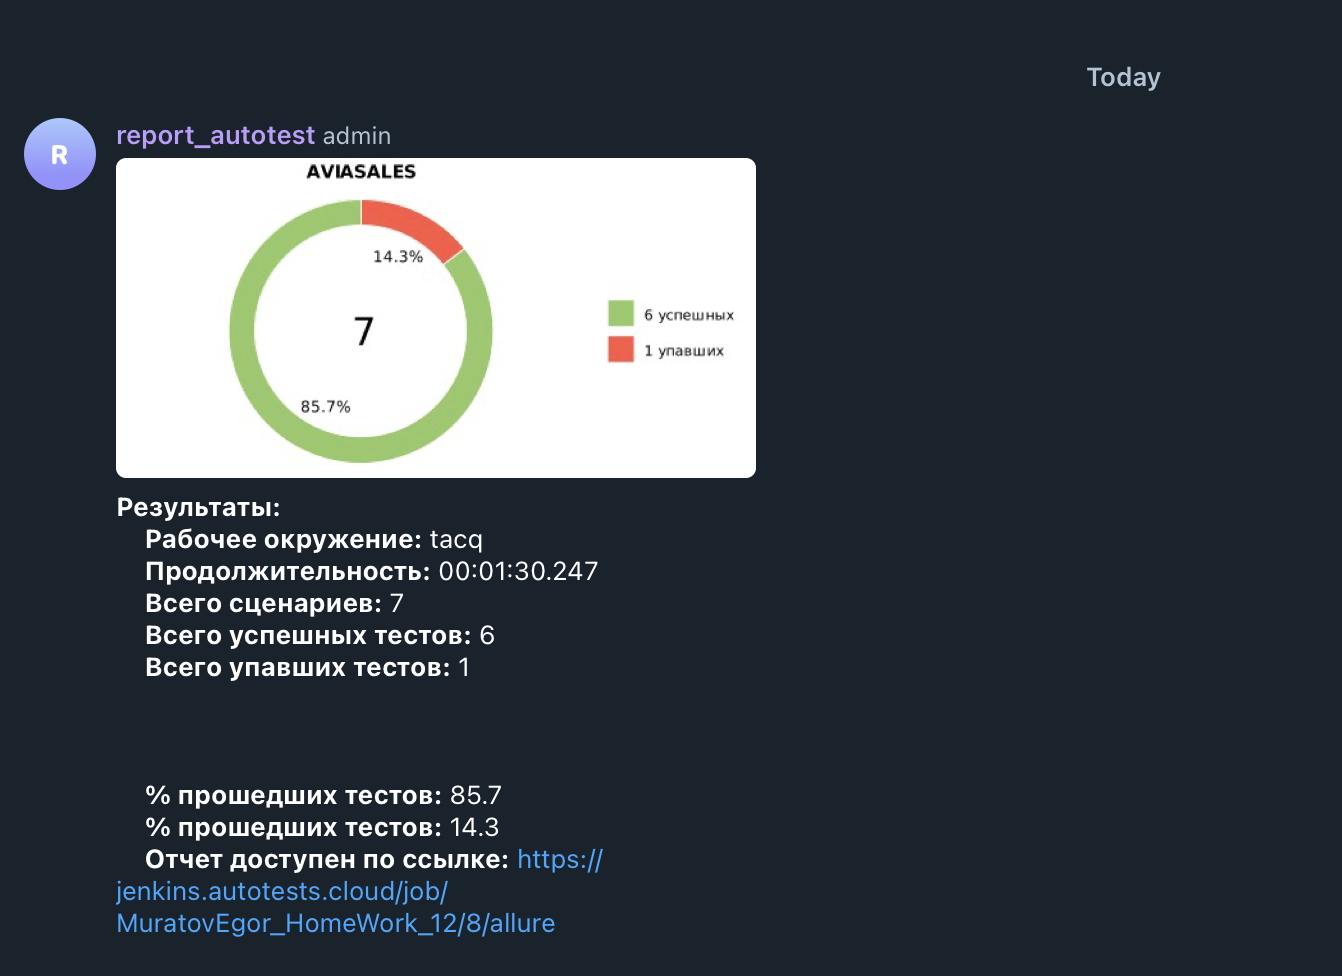 Today
R
report_autotest admin
AVIASALES
14.3%
7
85.7%
6 успешных
1 упавших
Результаты:
Рабочее окружение: tacq
Продолжительность: 00:01:30.247
Всего сценариев: 7
Всего успешных тестов: 6
Всего упавших тестов: 1
% прошедших тестов: 85.7
% прошедших тестов: 14.3
Отчет доступен по ссылке: https://
jenkins.autotests.cloud/job/
MuratovEgor_HomeWork_12/8/allure